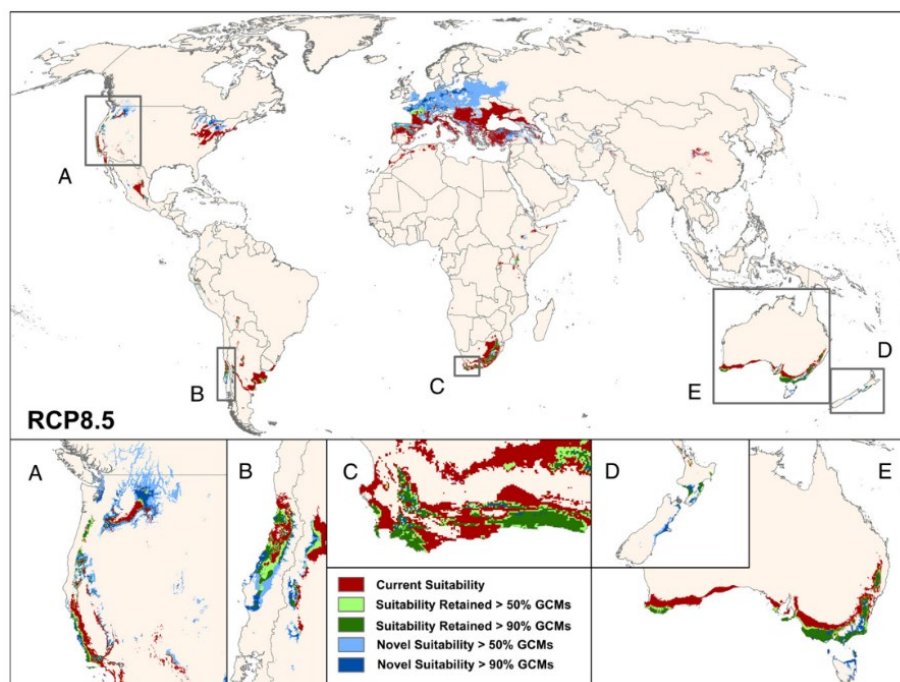 A
B
C
D
E
RCP8.5
A
B
C
D
E
Current Suitability
Suitability Retained > 50% GCMs
Suitability Retained > 90% GCMs
Novel Suitability > 50% GCMs
Novel Suitability > 90% GCMs